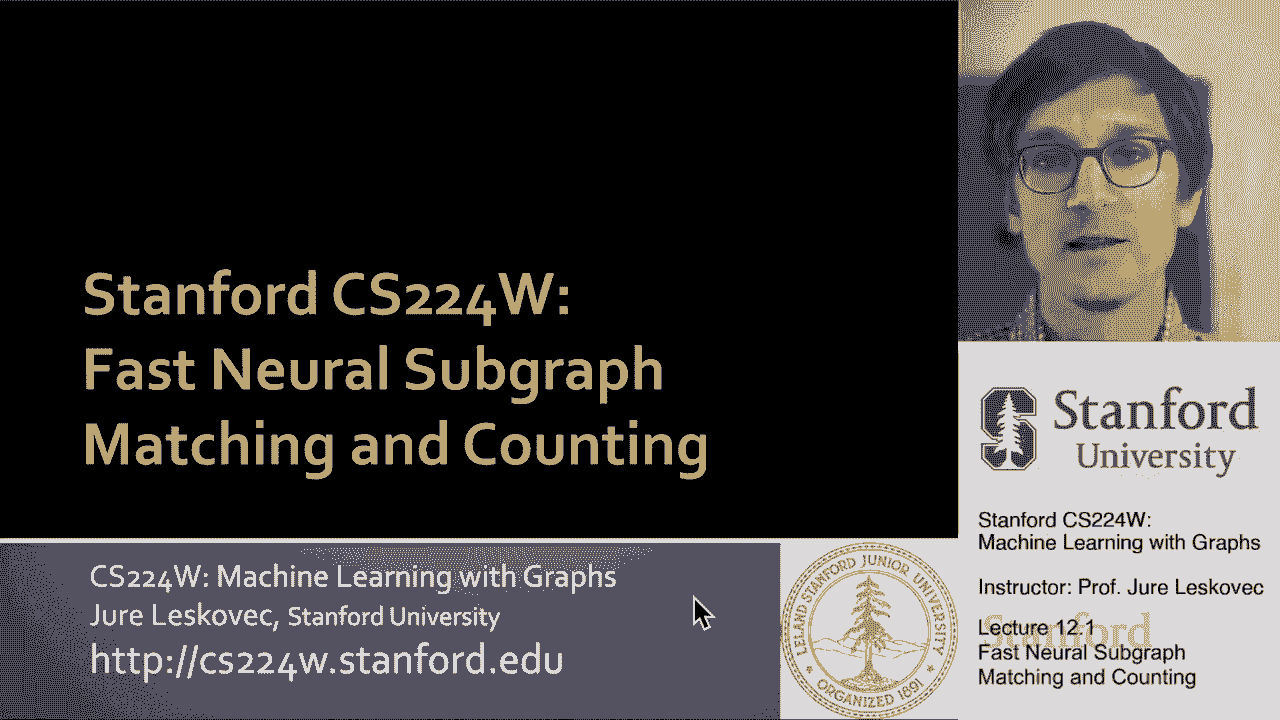 Stanford CS224W:
Fast Neural Subgraph
Matching and Counting
CS224W: Machine Learning with Graphs
Jure Leskovec, Stanford University
http://cs224w.stanford.edu
LELAND STANFORD JUNIOR UNIVERSITY
ORGANIZED 1891
Stanford
University
Stanford CS224W:
Machine Learning with Graphs
Instructor: Prof. Jure Leskovec
Stanford
Lecture 12.1
Fast Neural Subgraph
Matching and Counting